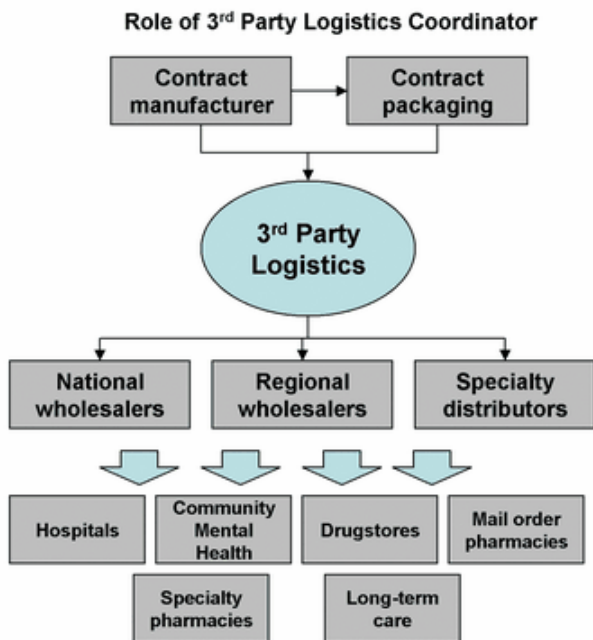 Role of 3rd Party Logistics Coordinator
Contract
manufacturer
Contract
packaging
3rd Party
Logistics
National
wholesalers
Regional
wholesalers
Specialty
distributors
Hospitals
Community
Mental
Health
Drugstores
Mail order
pharmacies
Specialty
pharmacies
Long-term
care